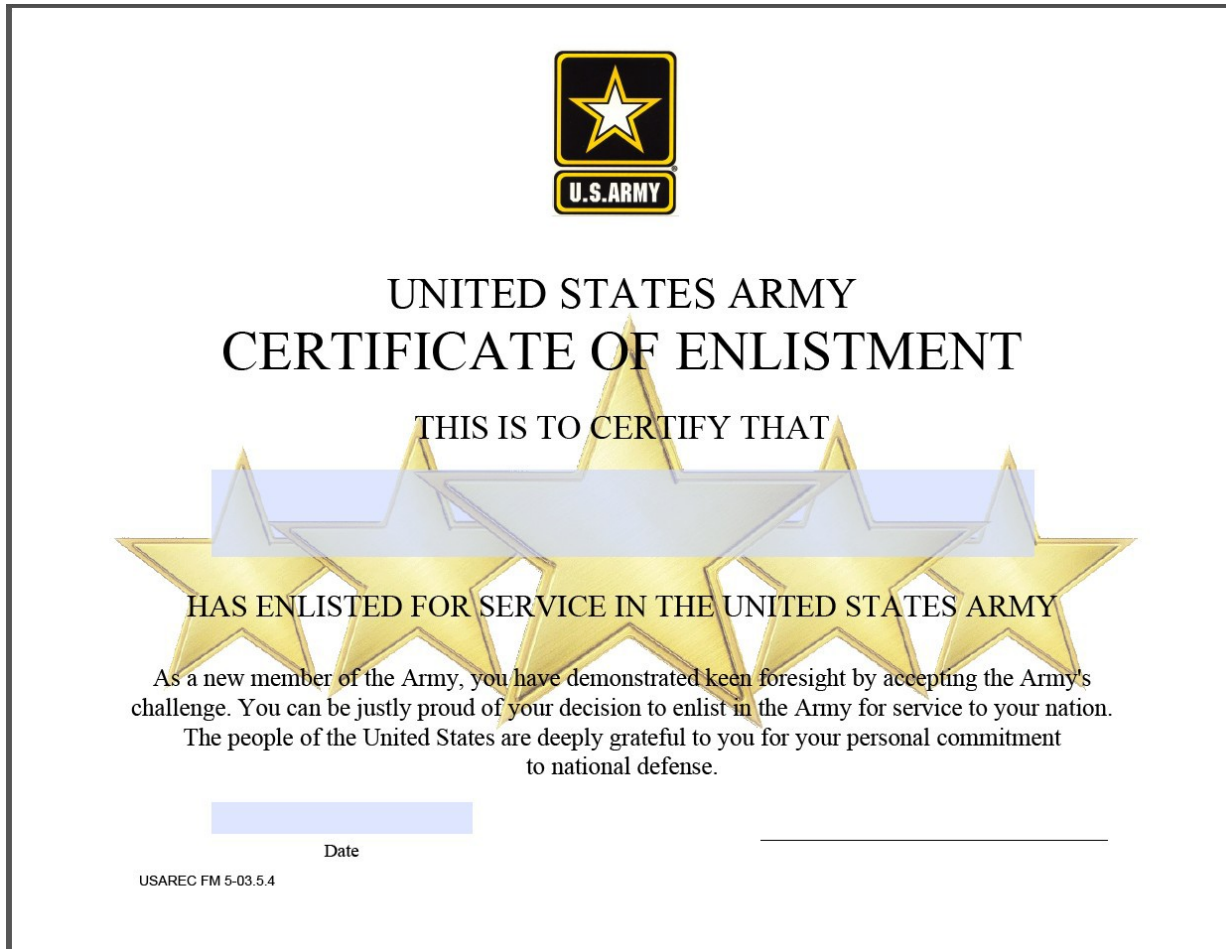 U.S.ARMY
UNITED STATES ARMY
CERTIFICATE OF ENLISTMENT
THIS IS TO CERTIFY THAT
HAS ENLISTED FOR SERVICE IN THE UNITED STATES ARMY
As a new member of the Army, you have demonstrated keen foresight by accepting the Army's
challenge. You can be justly proud of your decision to enlist in the Army for service to your nation.
The people of the United States are deeply grateful to you for your personal commitment
to national defense.
Date
USAREC FM 5-03.5.4